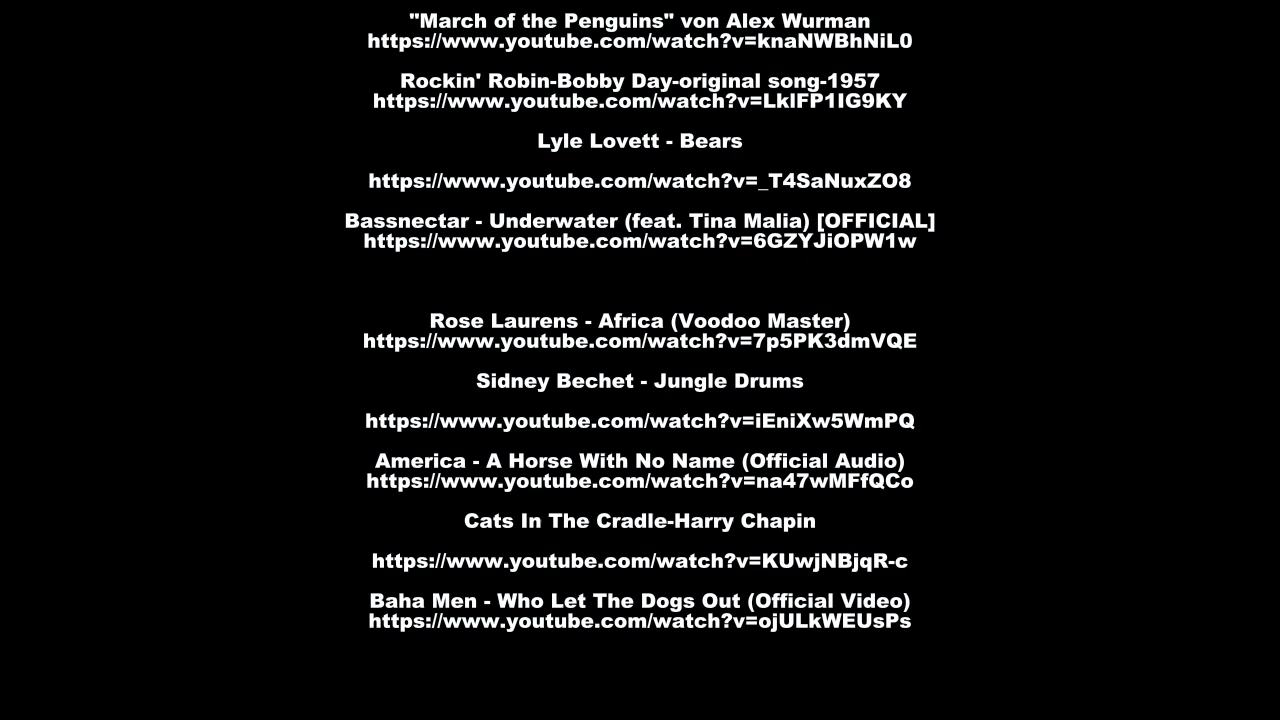 "March of the Penguins" von Alex Wurman
https://www.youtube.com/watch?v=knaNWBhNiL0
Rockin' Robin-Bobby Day-original song-1957
https://www.youtube.com/watch?v=LklFP1IG9KY
Lyle Lovett - Bears
https://www.youtube.com/watch?v=_T4SaNuxZO8
Bassnectar - Underwater (feat. Tina Malia) [OFFICIAL]
https://www.youtube.com/watch?v=6GZYJiOPW1w
Rose Laurens - Africa (Voodoo Master)
https://www.youtube.com/watch?v=7p5PK3dmVQE
Sidney Bechet - Jungle Drums
https://www.youtube.com/watch?v=iEniXw5WmPQ
America - A Horse With No Name (Official Audio)
https://www.youtube.com/watch?v=na47wMFfQCo
Cats In The Cradle-Harry Chapin
https://www.youtube.com/watch?v=KUwjNBjqR-c
Baha Men - Who Let The Dogs Out (Official Video)
https://www.youtube.com/watch?v=ojULkWEUsPs